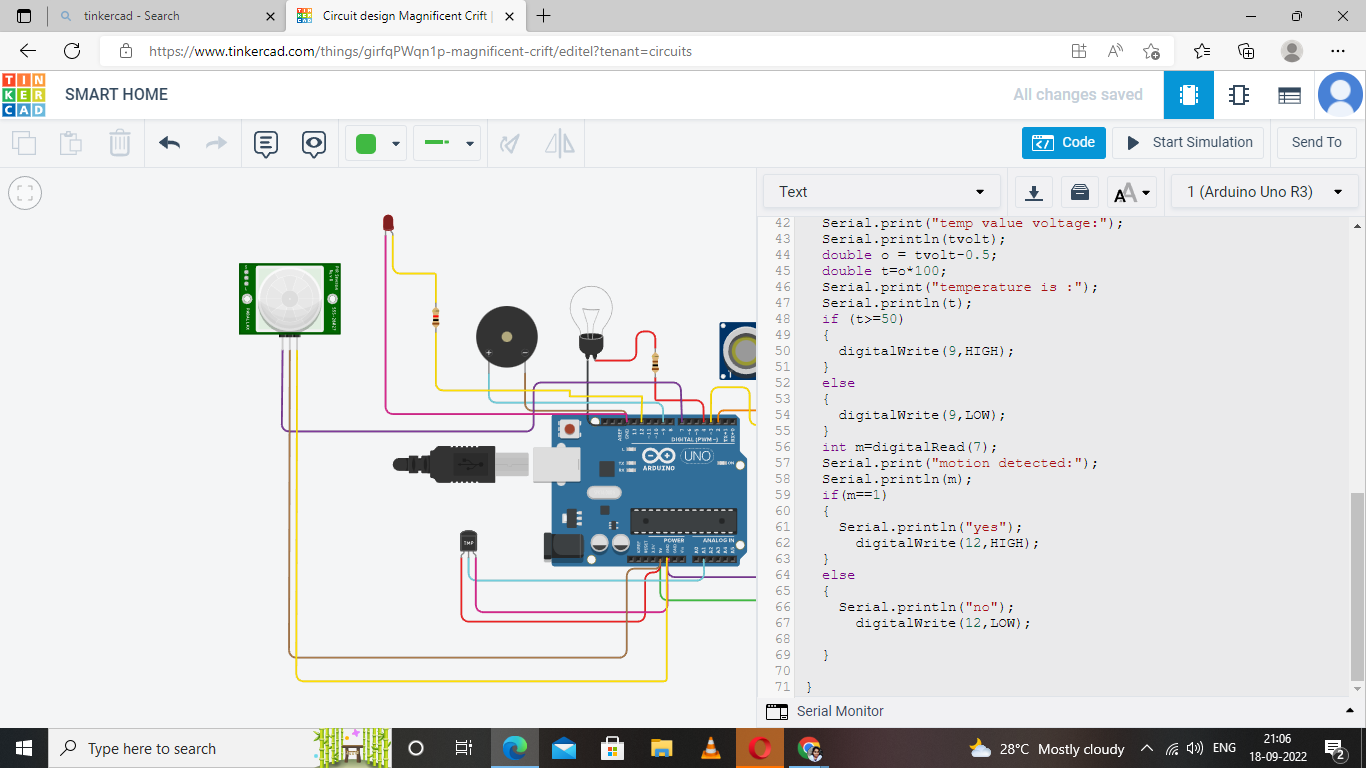 tinkercad - Search
Circuit design Magnificent Crift |
https://www.tinkercad.com/things/girfqPWqn1p-magnificent-crift/editel?tenant=circuits
TIN
KER
CAD
SMART HOME
All changes saved
Code
Start Simulation
Send To
Text
1 (Arduino Uno R3)
42 Serial.print("temp value voltage:");
43 Serial.println(tvolt);
44 double o = tvolt-0.5;
45 double t=o*100;
46 Serial.print("temperature is :");
47 Serial.println(t);
48 if (t>=50)
49 {
50 digitalWrite(9,HIGH);
51 }
52 else
53 {
54 digitalWrite(9,LOW);
55 }
56 int m=digitalRead(7);
57 Serial.print("motion detected:");
58 Serial.println(m);
59 if(m==1)
60 {
61 Serial.println("yes");
62 digitalWrite(12,HIGH);
63 }
64 else
65 {
66 Serial.println("no");
67 digitalWrite(12,LOW);
68
69 }
70
71 }
DIGITAL (PWM~)
UNO
ARDUINO
TMP
POWER
ANALOG IN
Serial Monitor
Type here to search
28°C Mostly cloudy
ENG
21:06
18-09-2022
2